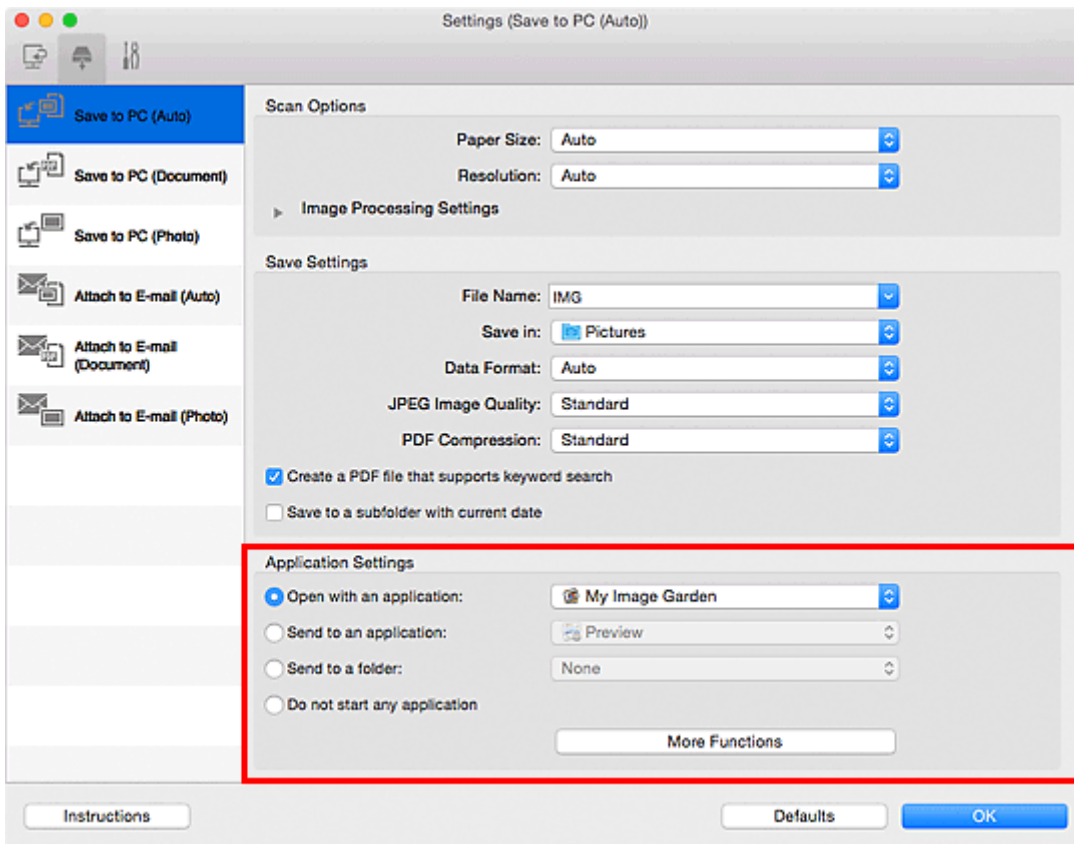 Settings (Save to PC (Auto))
Save to PC (Auto)
Save to PC (Document)
Save to PC (Photo)
Attach to E-mail (Auto)
Attach to E-mail
(Document)
Attach to E-mail (Photo)
Scan Options
Paper Size: Auto
Resolution: Auto
Image Processing Settings
Save Settings
File Name: IMG
Save in: Pictures
Data Format: Auto
JPEG Image Quality: Standard
PDF Compression: Standard
Create a PDF file that supports keyword search
Save to a subfolder with current date
Application Settings
Open with an application: My Image Garden
Send to an application: Preview
Send to a folder: None
Do not start any application
More Functions
Instructions
Defaults
OK